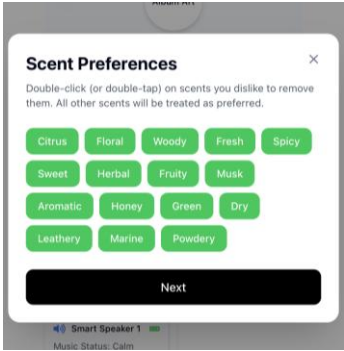 Album Art
Scent Preferences
Double-click (or double-tap) on scents you dislike to remove
them. All other scents will be treated as preferred.
Citrus Floral Woody Fresh Spicy
Sweet Herbal Fruity Musk
Aromatic Honey Green Dry
Leathery Marine Powdery
Next
Smart Speaker 1
Music Status: Calm